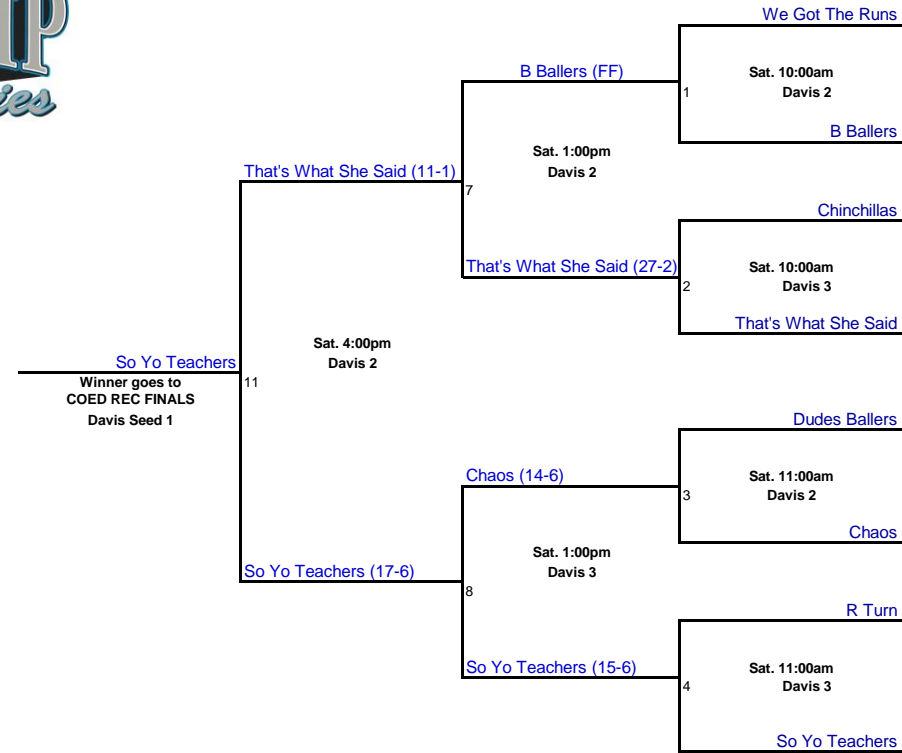 We Got The Runs
B Ballers (FF)
Sat. 10:00am
Davis 2
1
B Ballers
Sat. 1:00pm
Davis 2
That's What She Said (11-1)
7
Chinchillas
That's What She Said (27-2)
Sat. 10:00am
Davis 3
2
That's What She Said
Sat. 4:00pm
Davis 2
So Yo Teachers
Winner goes to
COED REC FINALS
Davis Seed 1
11
Dudes Ballers
Chaos (14-6)
Sat. 11:00am
Davis 2
3
Chaos
Sat. 1:00pm
Davis 3
So Yo Teachers (17-6)
8
R Turn
So Yo Teachers (15-6)
Sat. 11:00am
Davis 3
4
So Yo Teachers